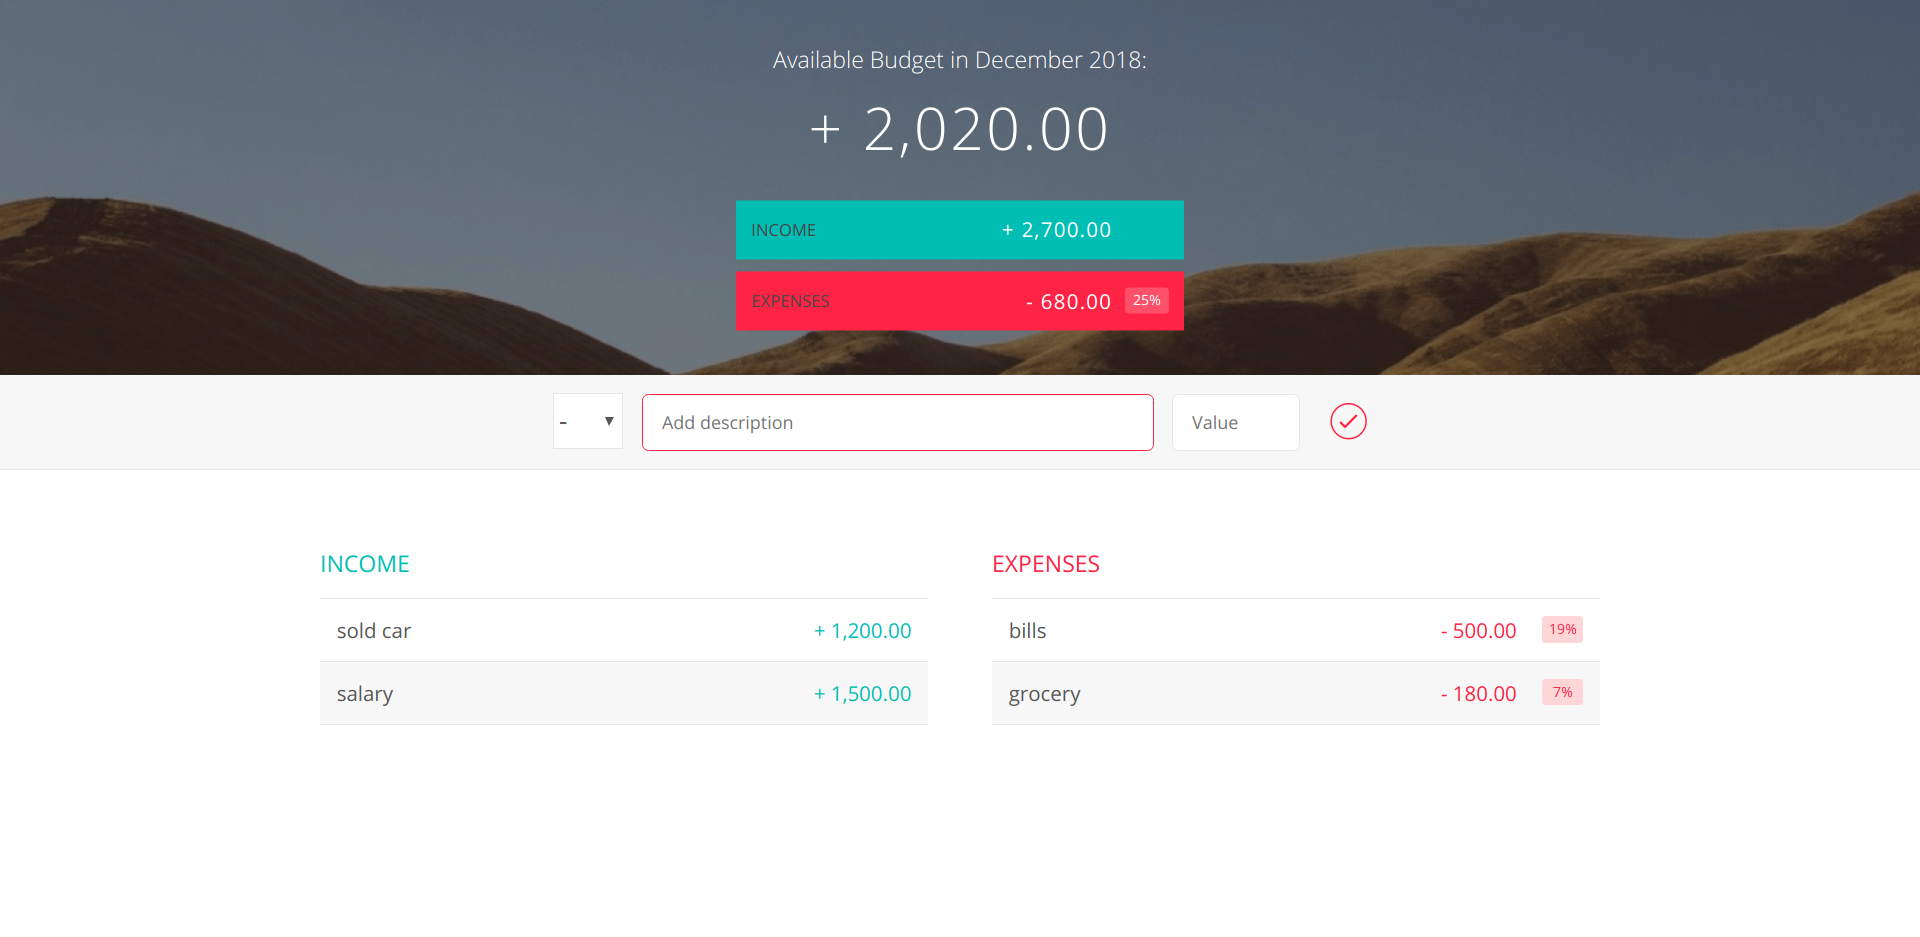 Available Budget in December 2018:
+ 2,020.00
INCOME + 2,700.00
EXPENSES - 680.00 25%
- Add description Value
INCOME
sold car + 1,200.00
salary + 1,500.00
EXPENSES
bills - 500.00 19%
grocery - 180.00 7%